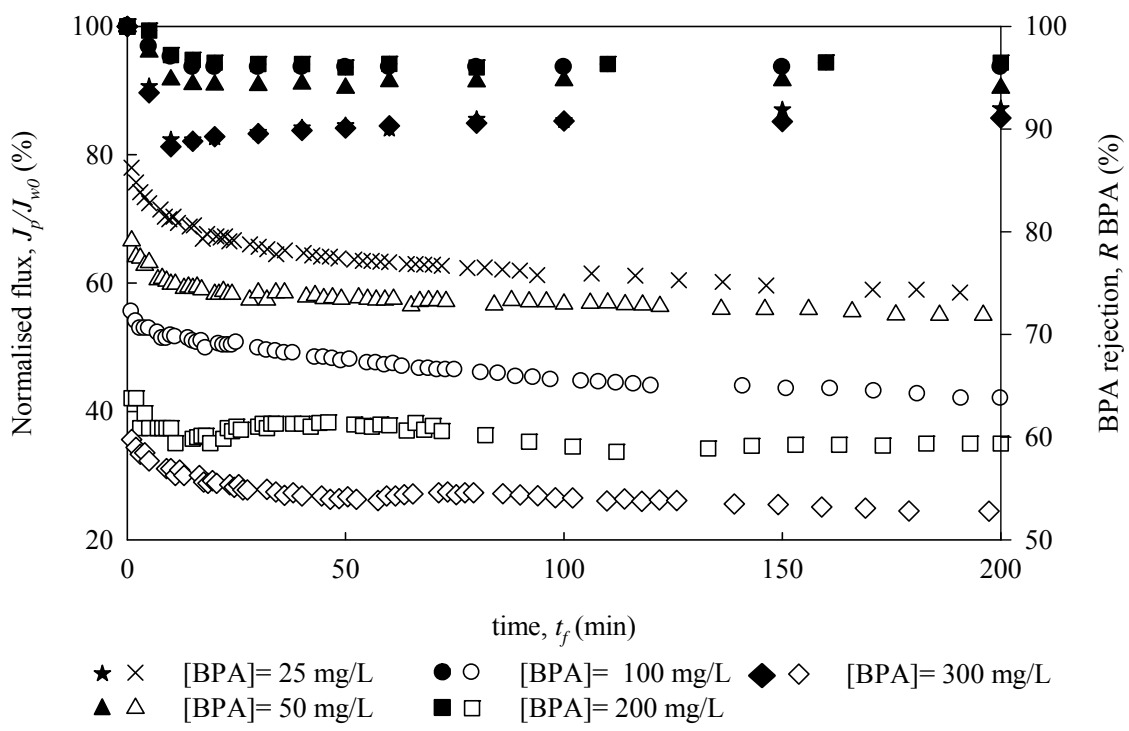 100
80
60
40
20
Normalised flux, J_p/J_w0 (%)
100
90
80
70
60
50
BPA rejection, R BPA (%)
0 50 100 150 200
time, t_f (min)
[BPA]= 25 mg/L [BPA]= 100 mg/L [BPA]= 300 mg/L
[BPA]= 50 mg/L [BPA]= 200 mg/L